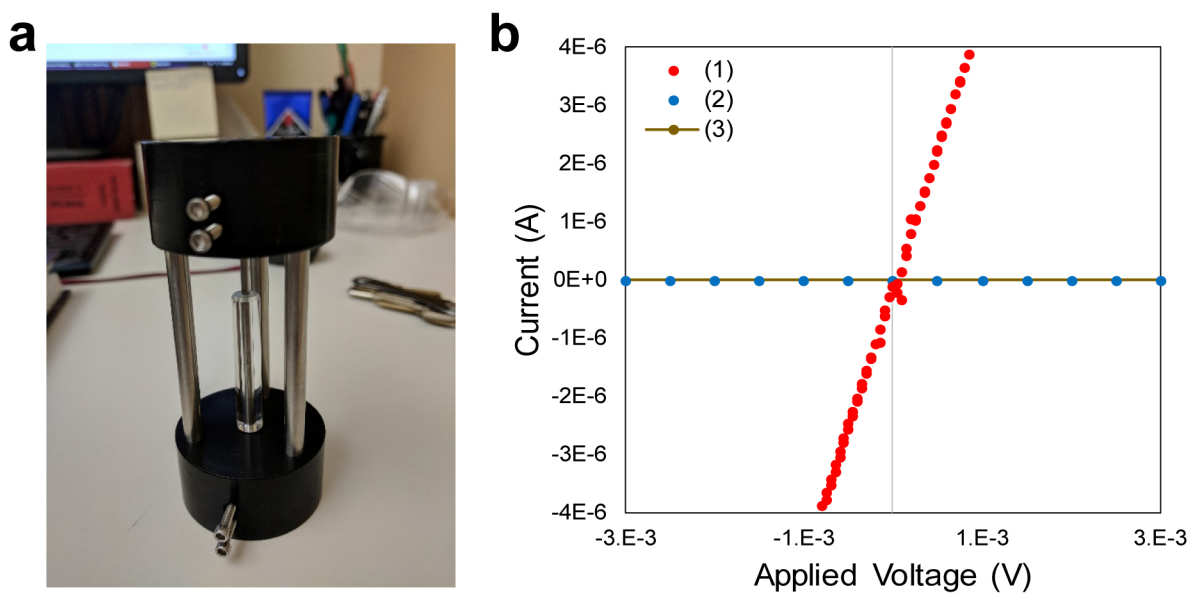 a
b
4E-6
3E-6
2E-6
1E-6
0E+0
-1E-6
-2E-6
-3E-6
-4E-6
(1)
(2)
(3)
Current (A)
-3.E-3
-1.E-3
1.E-3
3.E-3
Applied Voltage (V)